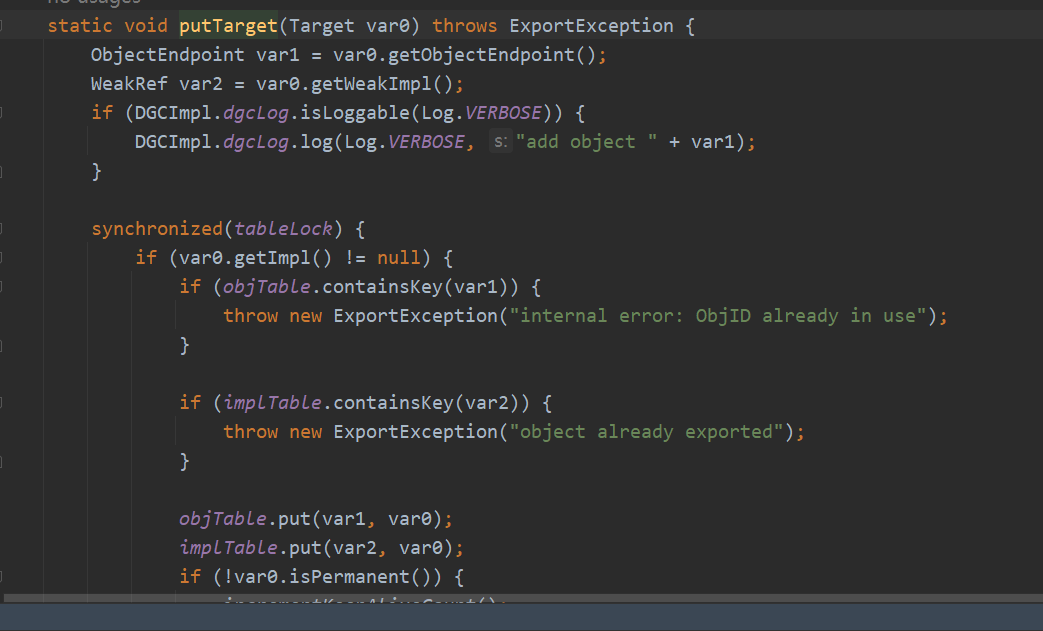 no usages
static void putTarget(Target var0) throws ExportException {
    ObjectEndpoint var1 = var0.getObjectEndpoint();
    WeakRef var2 = var0.getWeakImpl();
    if (DGCImpl.dgcLog.isLoggable(Log.VERBOSE)) {
        DGCImpl.dgcLog.log(Log.VERBOSE, s: "add object " + var1);
    }
    synchronized(tableLock) {
        if (var0.getImpl() != null) {
            if (objTable.containsKey(var1)) {
                throw new ExportException("internal error: ObjID already in use");
            }
            if (implTable.containsKey(var2)) {
                throw new ExportException("object already exported");
            }
            objTable.put(var1, var0);
            implTable.put(var2, var0);
            if (!var0.isPermanent()) {
                incrementKeepAliveCount();